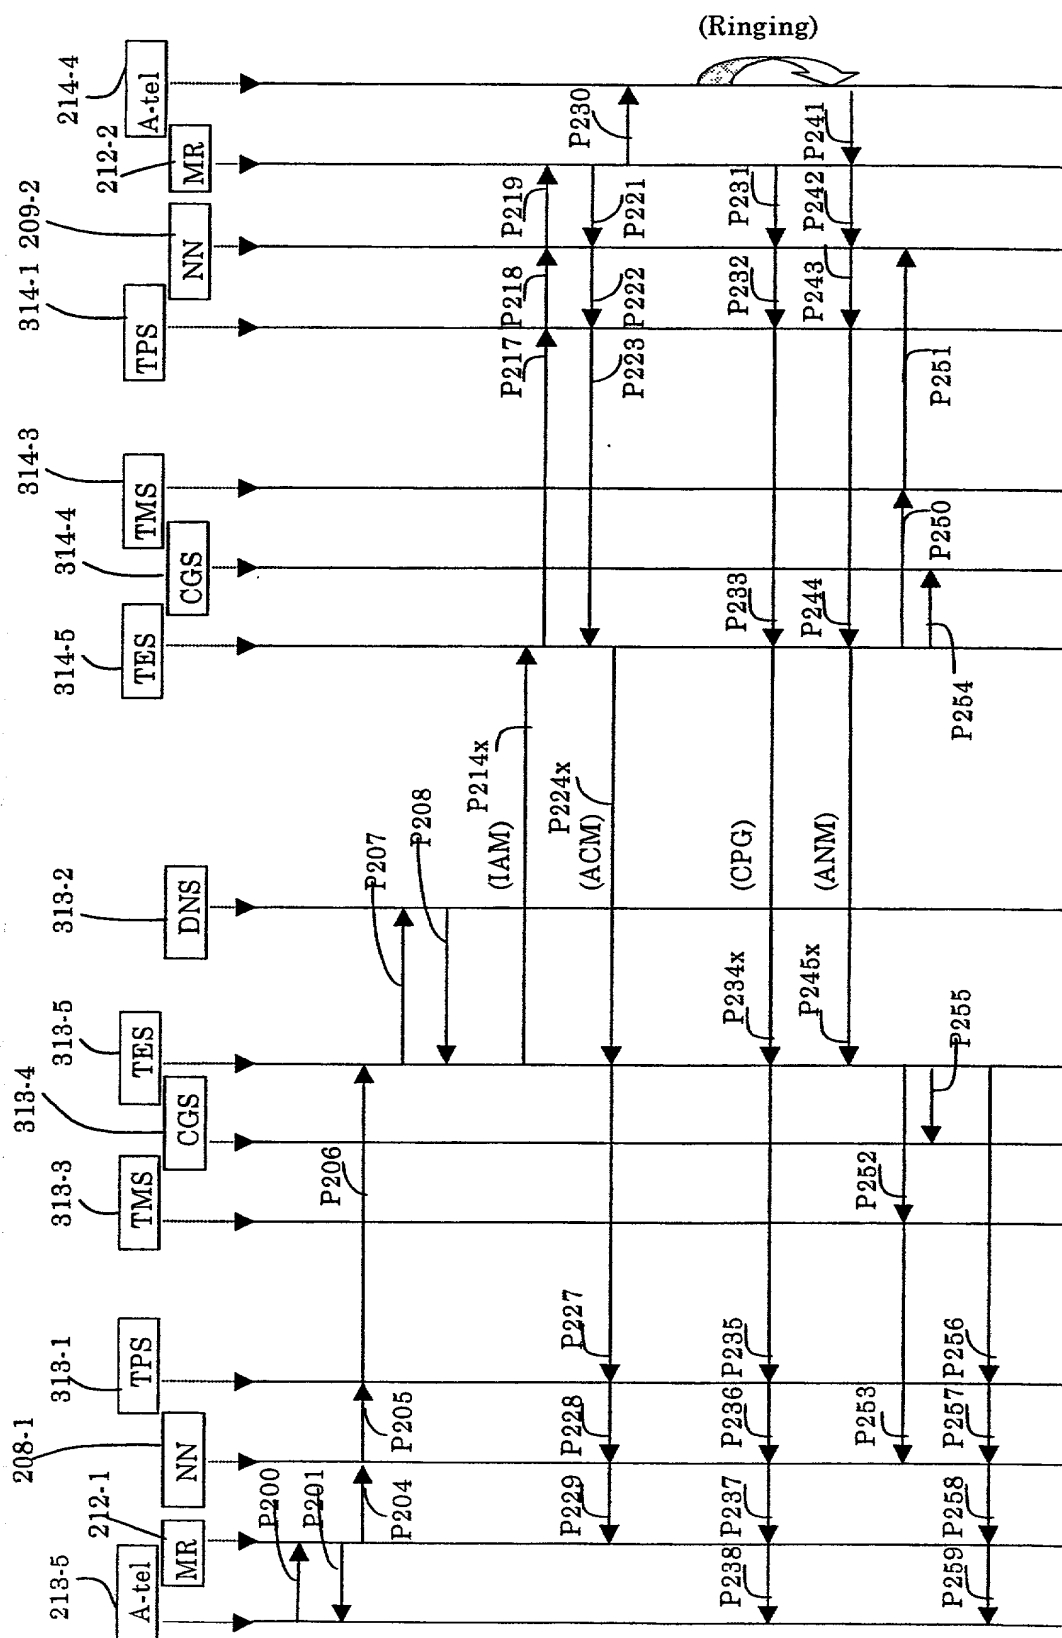 213-5
212-1
208-1
313-1
313-3
313-4
313-5
313-2
314-5
314-4
314-3
314-1
209-2
212-2
214-4
A-tel
MR
NN
TPS
TMS
CGS
TES
DNS
TES
CGS
TMS
TPS
NN
MR
A-tel
P200
P201
P204
P205
P206
P207
P208
(IAM)
P214x
P217
P218
P219
P221
P222
P223
(ACM)
P224x
P227
P228
P229
P230
(Ringing)
P231
P232
P233
(CPG)
P234x
P235
P236
P237
P238
P241
P242
P243
P244
(ANM)
P245x
P250
P251
P252
P253
P254
P255
P256
P257
P258
P259